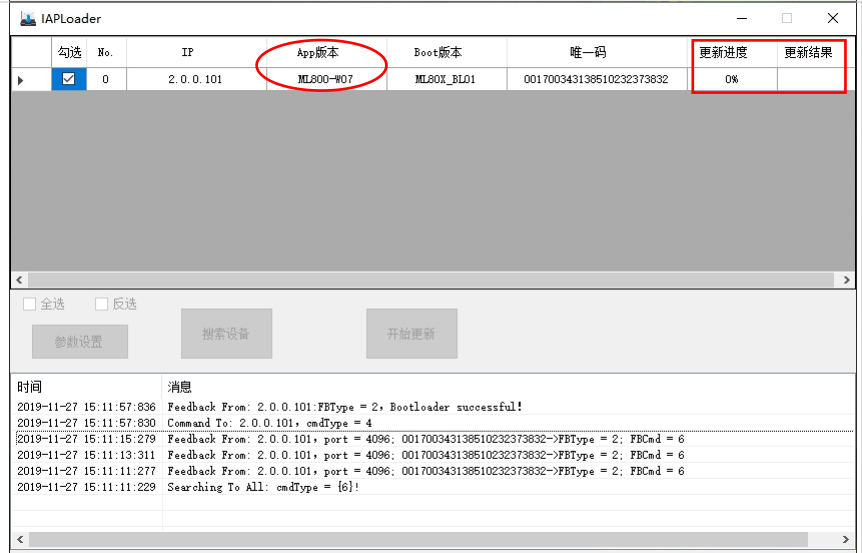 IAPLoader
勾选 No. IP App版本 Boot版本 唯一码 更新进度 更新结果
0 2.0.0.101 ML800-W07 ML80X_BL01 001700343138510232373832 0%
全选 反选
参数设置 搜索设备 开始更新
时间 消息
2019-11-27 15:11:57:836 Feedback From: 2.0.0.101:FBType = 2, Bootloader successful!
2019-11-27 15:11:57:830 Command To: 2.0.0.101, cmdType = 4
2019-11-27 15:11:15:279 Feedback From: 2.0.0.101, port = 4096; 001700343138510232373832->FBType = 2; FBCmd = 6
2019-11-27 15:11:13:311 Feedback From: 2.0.0.101, port = 4096; 001700343138510232373832->FBType = 2; FBCmd = 6
2019-11-27 15:11:11:277 Feedback From: 2.0.0.101, port = 4096; 001700343138510232373832->FBType = 2; FBCmd = 6
2019-11-27 15:11:11:229 Searching To All: cmdType = {6}!